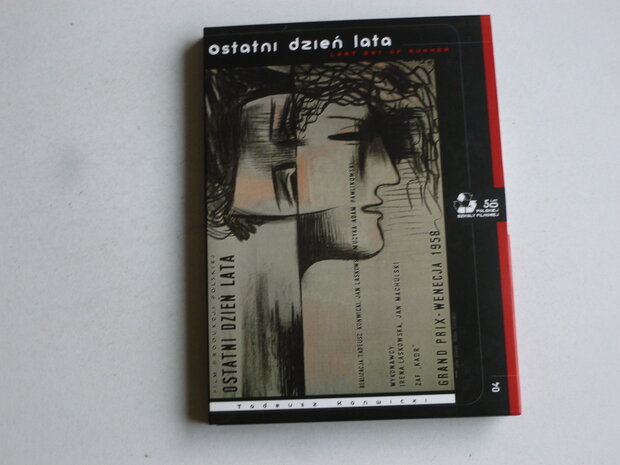 ostatni dzień lata
LAST DAY OF SUMMER
FILM PRODUKCJI POLSKIEJ
OSTATNI DZIEŃ LATA
REALIZACJA TADEUSZ KONWICKI, JAN LASKOWSKI MUZYKA ADAM PAWLIKOWSKI
WYKONAWCY
IRENA LASKOWSKA, JAN MACHULSKI
ZAF „KADR"
GRAND PRIX - WENECJA 1958
50
POLSKIEJ
SZKOŁY FILMOWEJ
04
Tadeusz Konwicki